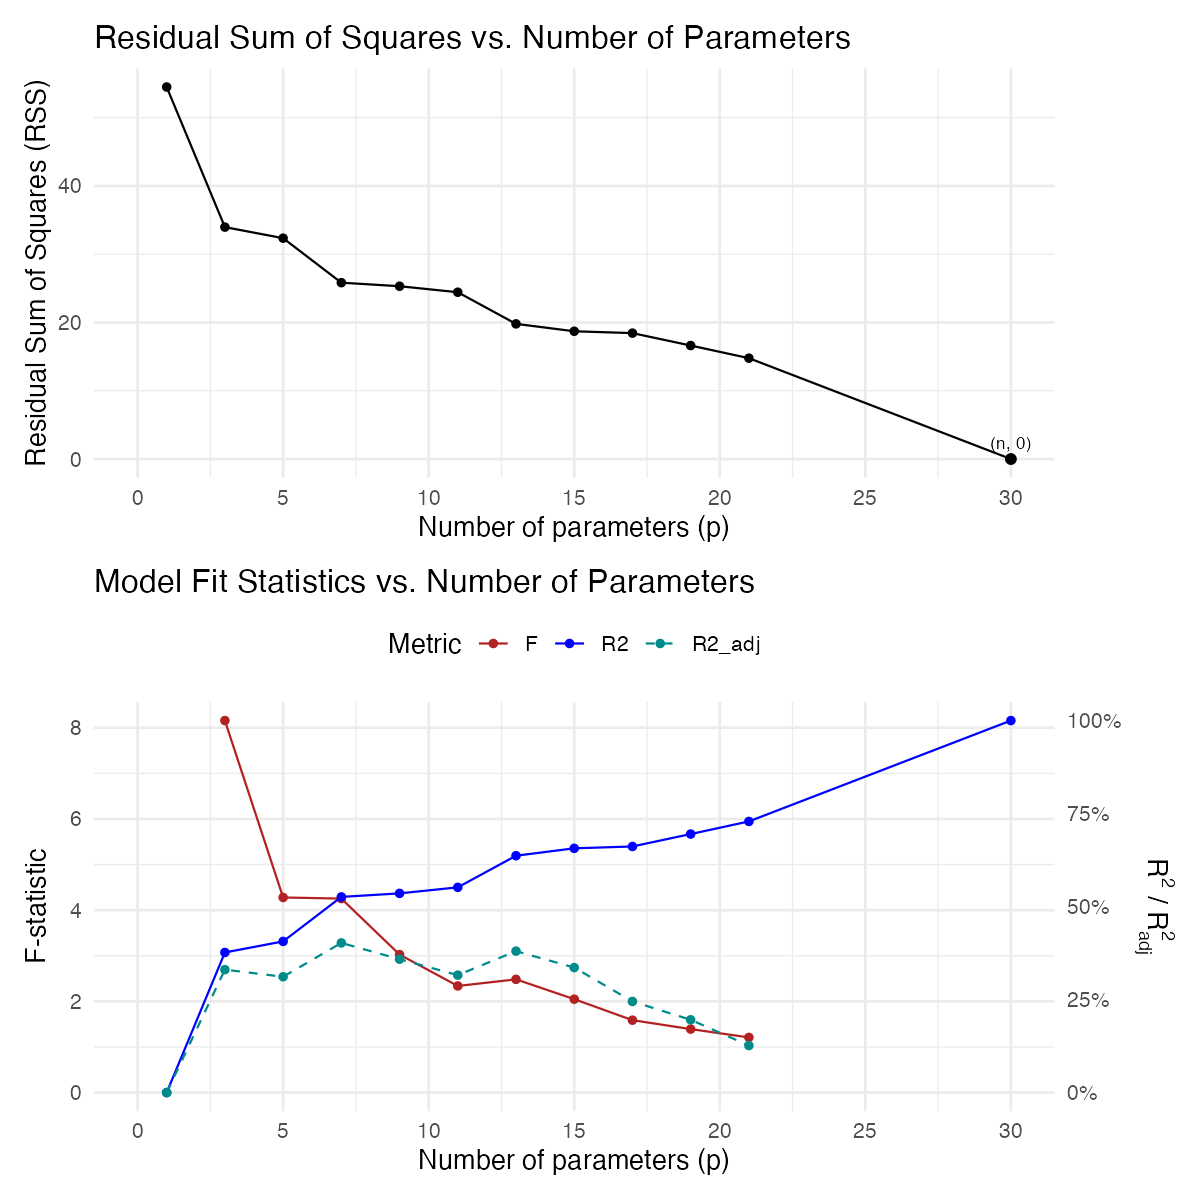 Residual Sum of Squares vs. Number of Parameters
Residual Sum of Squares (RSS)
40
20
0
(n, 0)
0 5 10 15 20 25 30
Number of parameters (p)
Model Fit Statistics vs. Number of Parameters
Metric F R2 R2_adj
F-statistic
8
6
4
2
0
100%
75%
50%
25%
0%
R² / R²adj
0 5 10 15 20 25 30
Number of parameters (p)